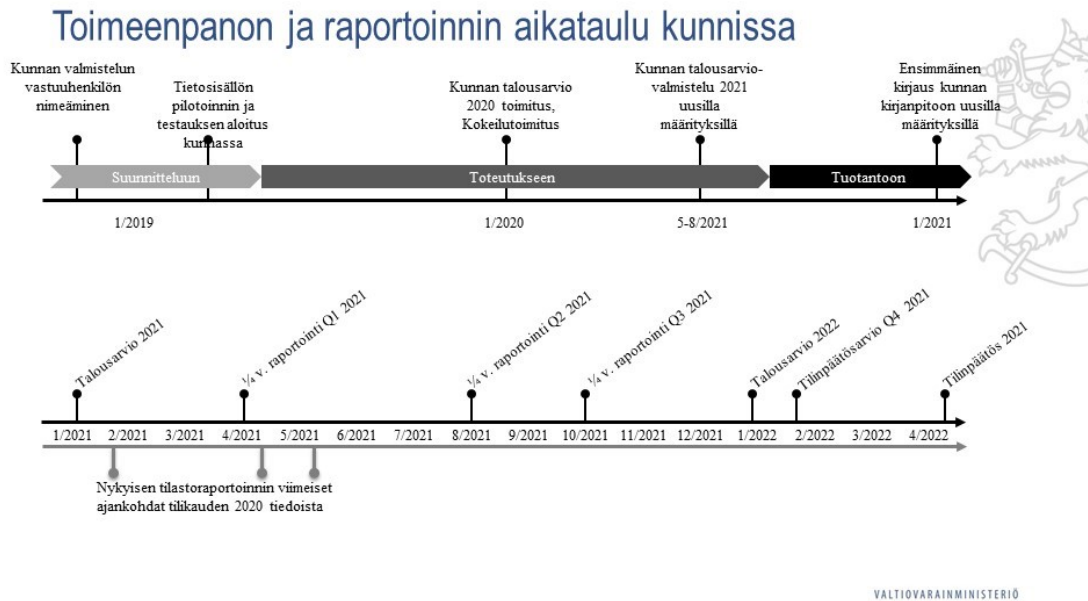 Toimeenpanon ja raportoinnin aikataulu kunnissa
Kunnan valmistelun
vastuuhenkilön
nimeäminen
Tietosisällön
pilotoinnin ja
testauksen aloitus
kunnassa
Kunnan talousarvio
2020 toimitus,
Kokeilutoimitus
Kunnan talousarvio-
valmistelu 2021
uusilla
määrityksillä
Ensimmäinen
kirjaus kunnan
kirjanpitoon uusilla
määrityksillä
Suunnitteluun
Toteutukseen
Tuotantoon
1/2019
1/2020
5-8/2021
1/2021
Talousarvio 2021
¼ v. raportointi Q1 2021
¼ v. raportointi Q2 2021
¼ v. raportointi Q3 2021
Talousarvio 2022
Tilinpäätösarvio Q4 2021
Tilinpäätös 2021
1/2021 2/2021 3/2021 4/2021 5/2021 6/2021 7/2021 8/2021 9/2021 10/2021 11/2021 12/2021 1/2022 2/2022 3/2022 4/2022
Nykyisen tilastoraportoinnin viimeiset
ajankohdat tilikauden 2020 tiedoista
VALTIOVARAINMINISTERIÖ